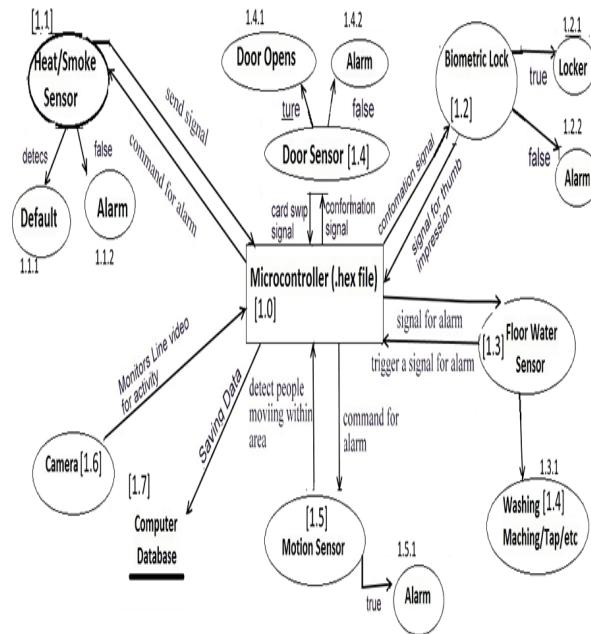 [1.1]
Heat/Smoke
Sensor
detecs
false
Default
Alarm
1.1.1
1.1.2
send signal
command for alarm
1.4.1
1.4.2
Door Opens
Alarm
ture
false
Door Sensor [1.4]
card swip
signal
conformation
signal
Biometric Lock
[1.2]
1.2.1
Locker
true
1.2.2
false
Alarm
confomation signal
signal for thumb
impression
Microcontroller (.hex file)
[1.0]
signal for alarm
trigger a signal for alarm
[1.3]
Floor Water
Sensor
1.3.1
Washing [1.4]
Maching/Tap/etc
Monitors Line video
for activity
Camera [1.6]
Saving Data
[1.7]
Computer
Database
detect people
moviing within
area
command for
alarm
[1.5]
Motion Sensor
1.5.1
true
Alarm